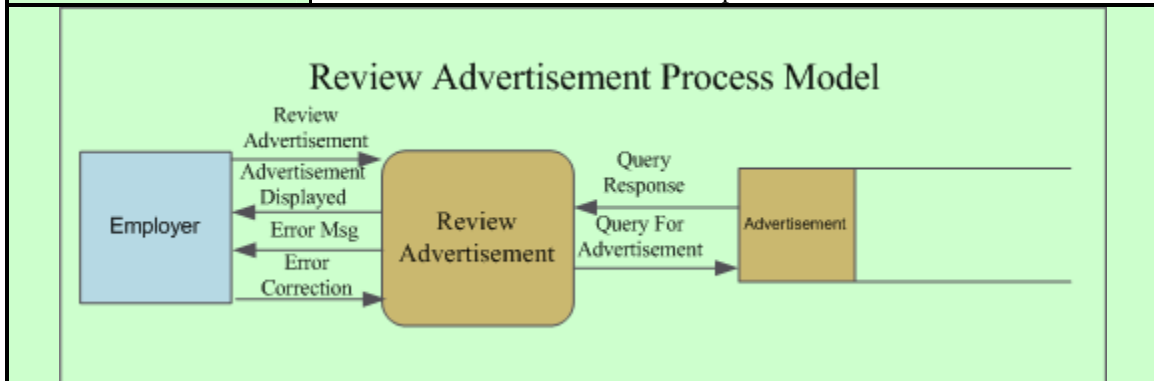 Review Advertisement Process Model
Review
Advertisement
Advertisement
Displayed
Error Msg
Error
Correction
Employer
Review
Advertisement
Query
Response
Query For
Advertisement
Advertisement